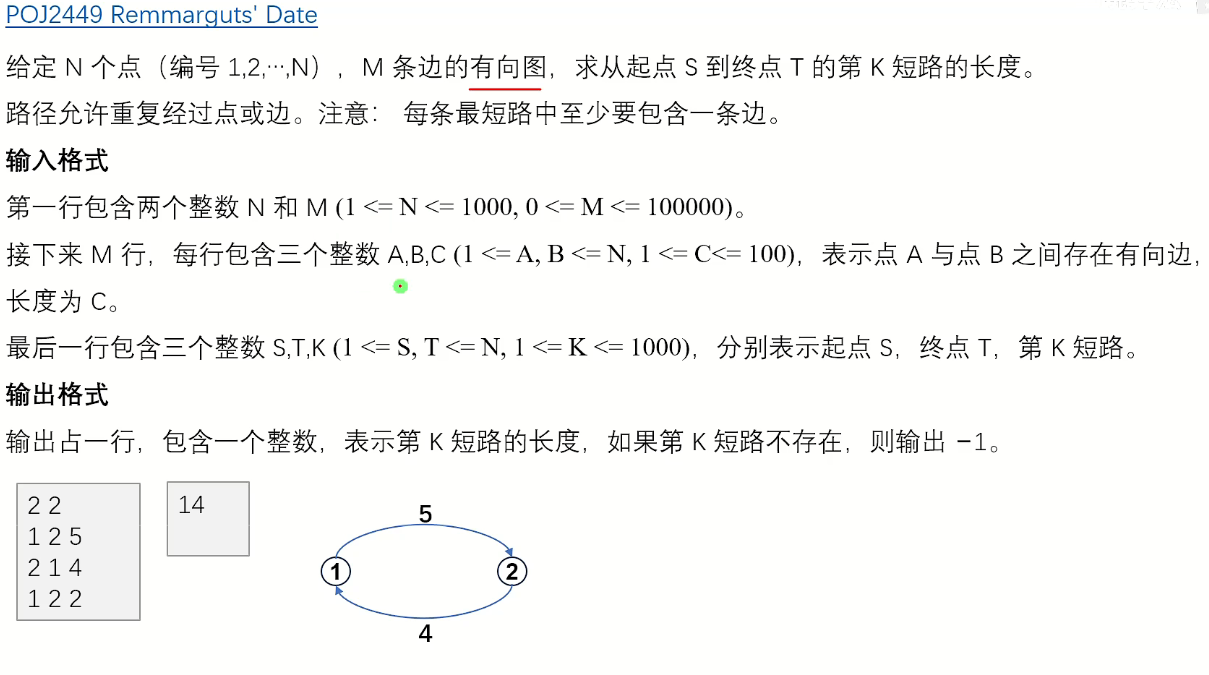 POJ2449 Remmarguts' Date
给定 N 个点（编号 1,2,…,N），M 条边的有向图，求从起点 S 到终点 T 的第 K 短路的长度。
路径允许重复经过点或边。注意： 每条最短路中至少要包含一条边。
输入格式
第一行包含两个整数 N 和 M (1 <= N <= 1000, 0 <= M <= 100000)。
接下来 M 行，每行包含三个整数 A,B,C (1 <= A, B <= N, 1 <= C<= 100)，表示点 A 与点 B 之间存在有向边，
长度为 C。
最后一行包含三个整数 S,T,K (1 <= S, T <= N, 1 <= K <= 1000)，分别表示起点 S，终点 T，第 K 短路。
输出格式
输出占一行，包含一个整数，表示第 K 短路的长度，如果第 K 短路不存在，则输出 −1。
2 2
1 2 5
2 1 4
1 2 2
14
5
1
2
4